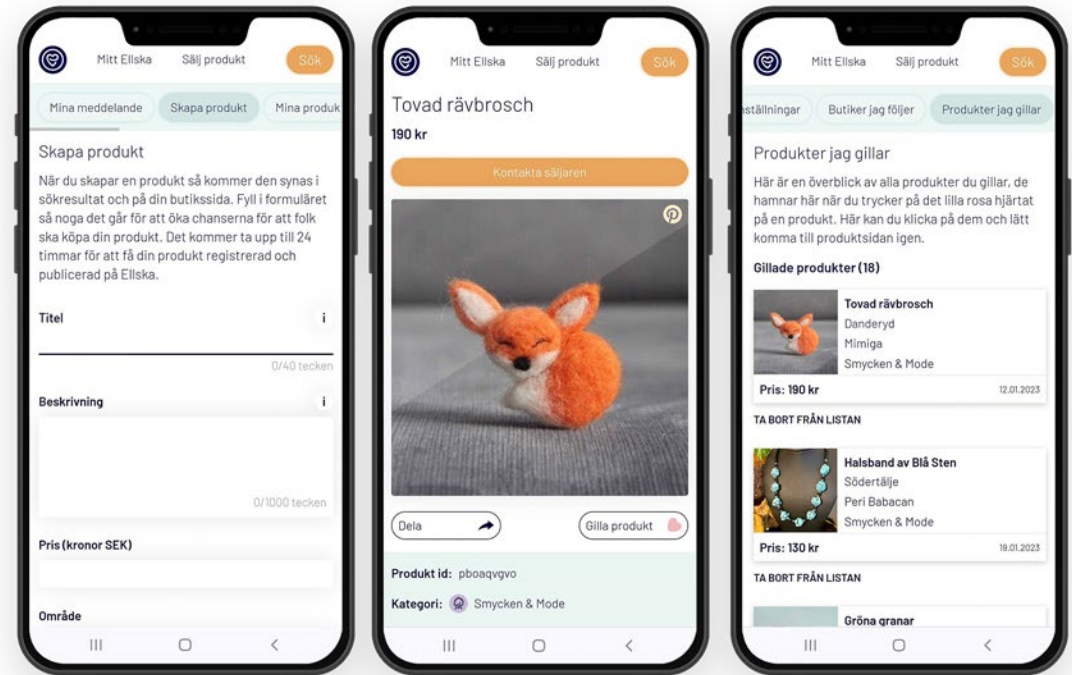 Mitt Ellska Sälj produkt Sök
Mina meddelande Skapa produkt Mina produk
Skapa produkt
När du skapar en produkt så kommer den synas i
sökresultat och på din butikssida. Fyll i formuläret
så noga det går för att öka chanserna för att folk
ska köpa din produkt. Det kommer ta upp till 24
timmar för att få din produkt registrerad och
publicerad på Ellska.
Titel i
0/40 tecken
Beskrivning i
0/1000 tecken
Pris (kronor SEK)
Område
Mitt Ellska Sälj produkt Sök
Tovad rävbrosch
190 kr
Kontakta säljaren
Dela Gilla produkt
Produkt id: pboaqvgvo
Kategori: Smycken & Mode
Mitt Ellska Sälj produkt Sök
nställningar Butiker jag följer Produkter jag gillar
Produkter jag gillar
Här är en överblick av alla produkter du gillar, de
hamnar här när du trycker på det lilla rosa hjärtat
på en produkt. Här kan du klicka på dem och lätt
komma till produktsidan igen.
Gillade produkter (18)
Tovad rävbrosch
Danderyd
Mimiga
Smycken & Mode
Pris: 190 kr 12.01.2023
TA BORT FRÅN LISTAN
Halsband av Blå Sten
Södertälje
Peri Babacan
Smycken & Mode
Pris: 130 kr 19.01.2023
TA BORT FRÅN LISTAN
Gröna granar